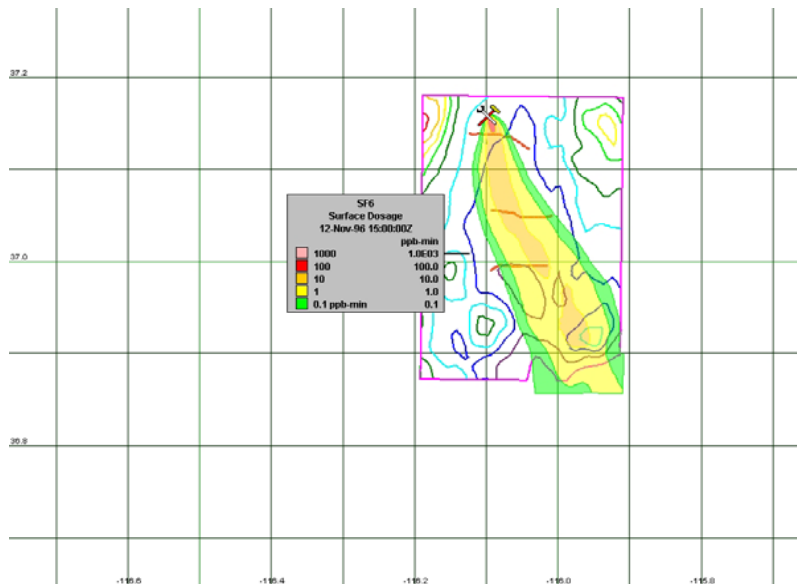 37.2
SF6
Surface Dosage
12-Nov-96 15:00:00Z
ppb-min
1000 1.0E03
100 100.0
10 10.0
1 1.0
0.1 ppb-min 0.1
37.0
36.8
-116.6 -116.4 -116.2 -116.0 -115.8